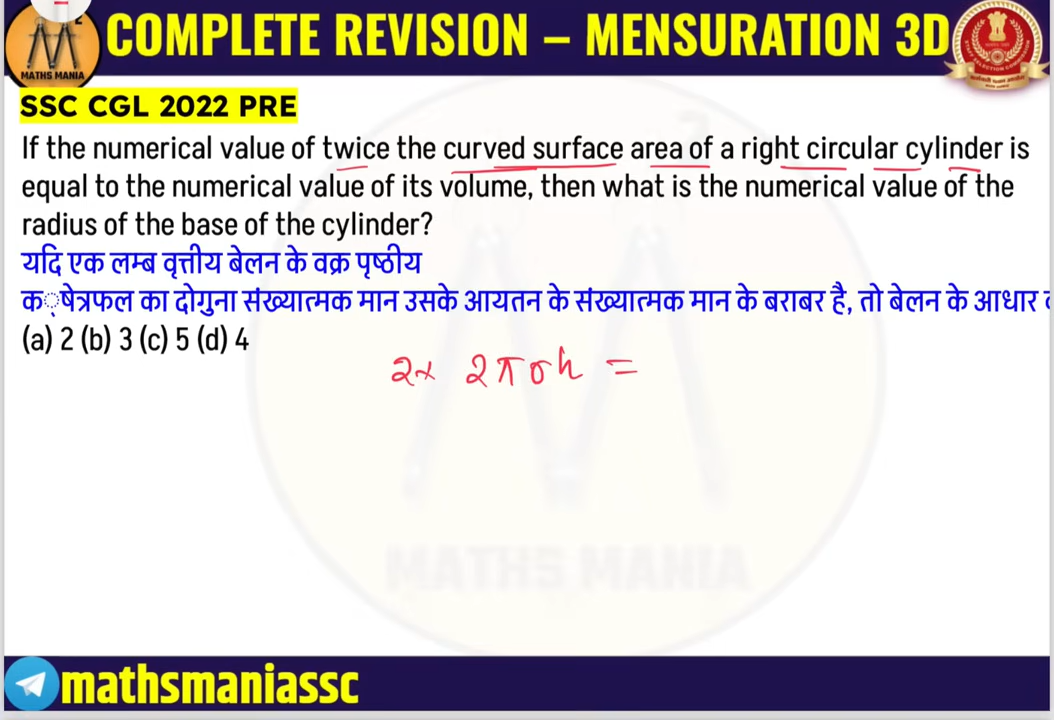 2
MATHS MANIA
COMPLETE REVISION – MENSURATION 3D
SSC CGL 2022 PRE
If the numerical value of twice the curved surface area of a right circular cylinder is
equal to the numerical value of its volume, then what is the numerical value of the
radius of the base of the cylinder?
यदि एक लम्ब वृत्तीय बेलन के वक्र पृष्ठीय
क्षेत्रफल का दोगुना संख्यात्मक मान उसके आयतन के संख्यात्मक मान के बराबर है, तो बेलन के आधार
(a) 2 (b) 3 (c) 5 (d) 4
2× 2πrh =
MATHS MANIA
mathsmaniassc